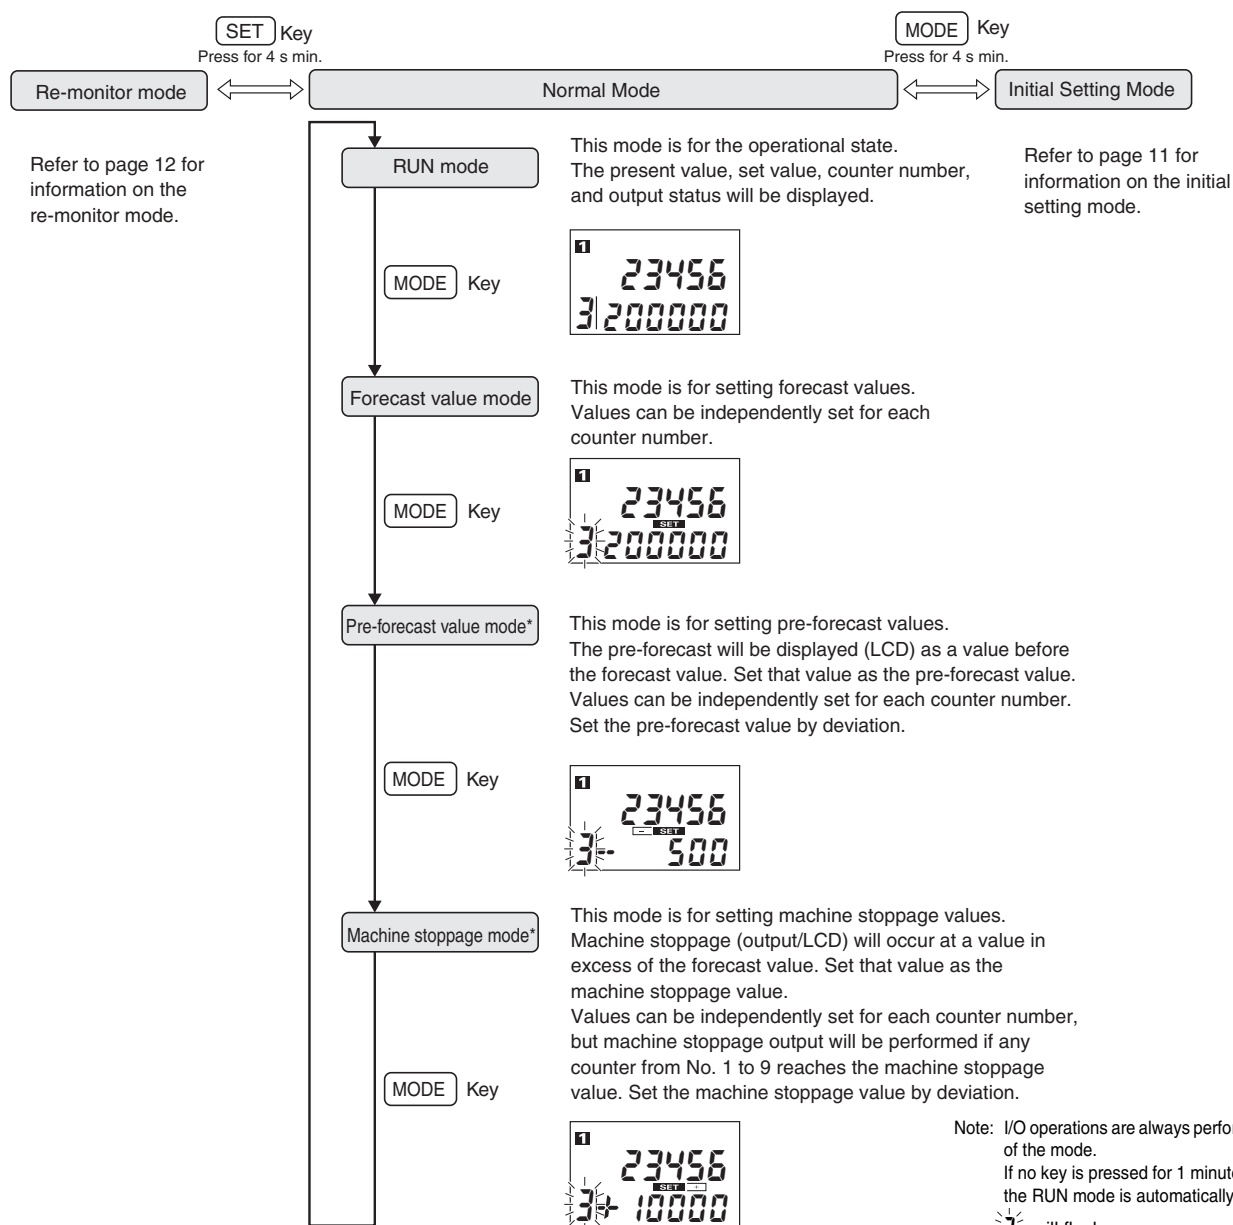 SET Key
Press for 4 s min.
MODE Key
Press for 4 s min.
Re-monitor mode
Normal Mode
Initial Setting Mode
Refer to page 12 for
information on the
re-monitor mode.
RUN mode
This mode is for the operational state.
The present value, set value, counter number,
and output status will be displayed.
Refer to page 11 for
information on the initial
setting mode.
MODE Key
1
23456
3 200000
Forecast value mode
This mode is for setting forecast values.
Values can be independently set for each
counter number.
MODE Key
1
23456
SET
3 200000
Pre-forecast value mode*
This mode is for setting pre-forecast values.
The pre-forecast will be displayed (LCD) as a value before
the forecast value. Set that value as the pre-forecast value.
Values can be independently set for each counter number.
Set the pre-forecast value by deviation.
MODE Key
1
23456
- SET
3 - 500
Machine stoppage mode*
This mode is for setting machine stoppage values.
Machine stoppage (output/LCD) will occur at a value in
excess of the forecast value. Set that value as the
machine stoppage value.
Values can be independently set for each counter number,
but machine stoppage output will be performed if any
counter from No. 1 to 9 reaches the machine stoppage
value. Set the machine stoppage value by deviation.
MODE Key
1
23456
SET +
3 + 10000
Note: I/O operations are always perfor
of the mode.
If no key is pressed for 1 minute
the RUN mode is automatically